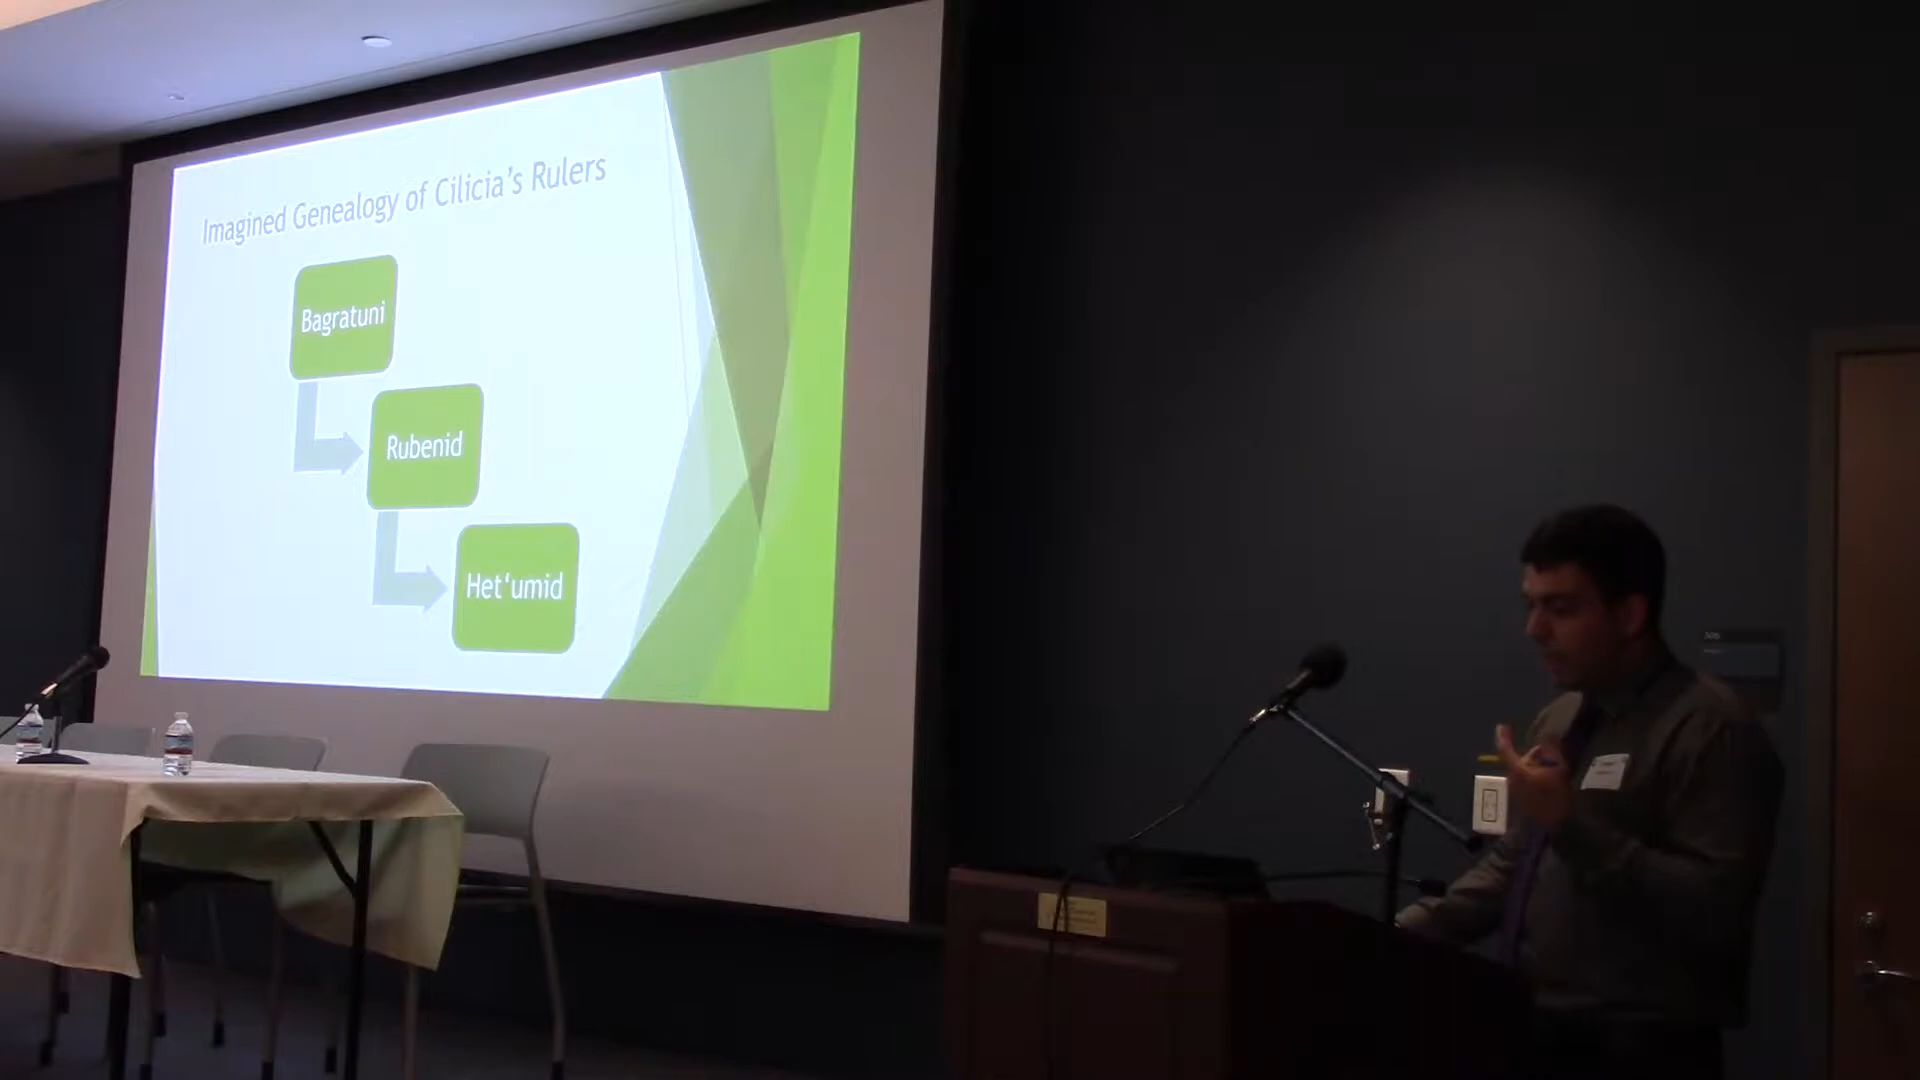 Imagined Genealogy of Cilicia's Rulers
Bagratuni
Rubenid
Het‘umid